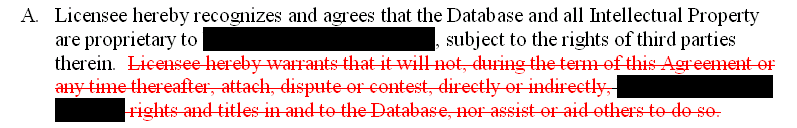 A. Licensee hereby recognizes and agrees that the Database and all Intellectual Property
are proprietary to , subject to the rights of third parties
therein. Licensee hereby warrants that it will not, during the term of this Agreement or
any time thereafter, attach, dispute or contest, directly or indirectly,
rights and titles in and to the Database, nor assist or aid others to do so.